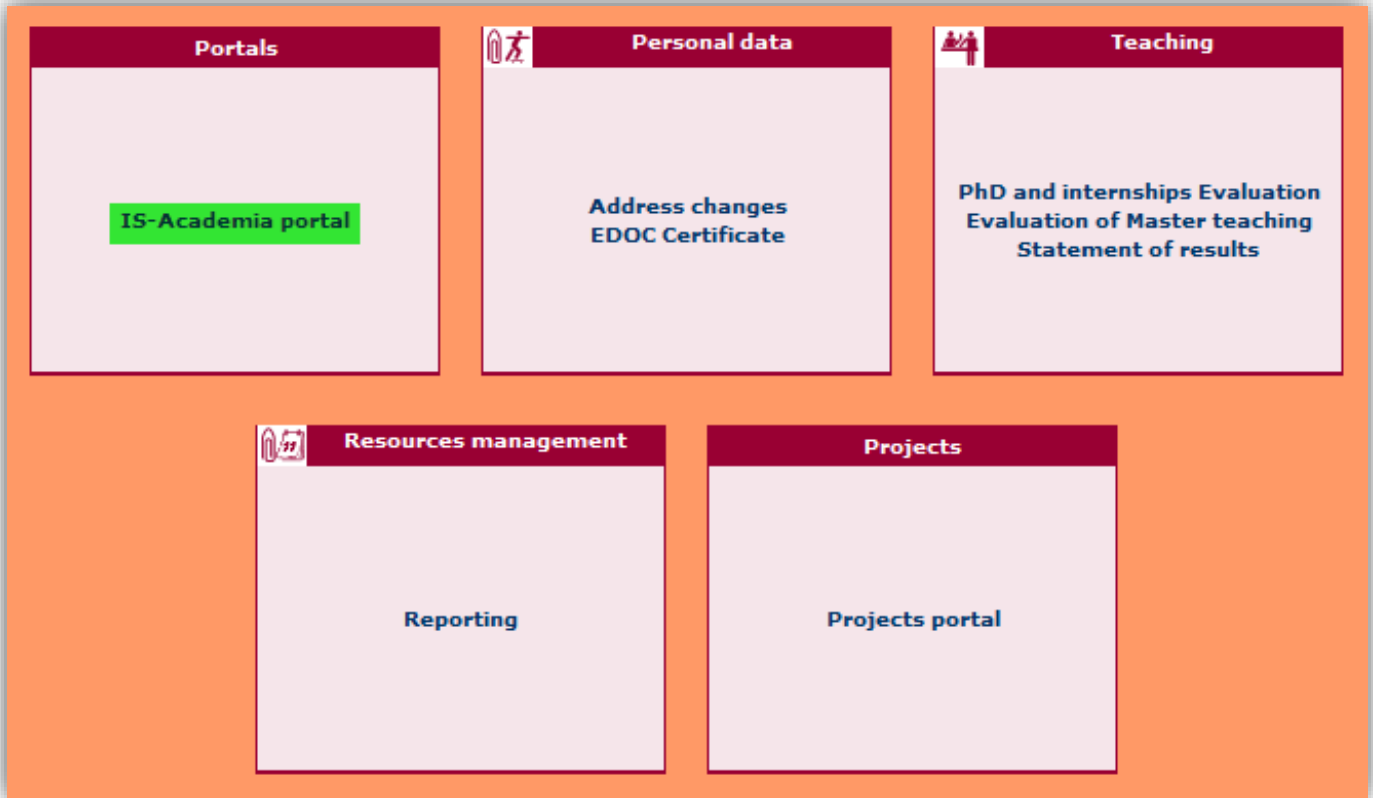 Portals
IS-Academia portal
Personal data
Address changes
EDOC Certificate
Teaching
PhD and internships Evaluation
Evaluation of Master teaching
Statement of results
Resources management
Reporting
Projects
Projects portal